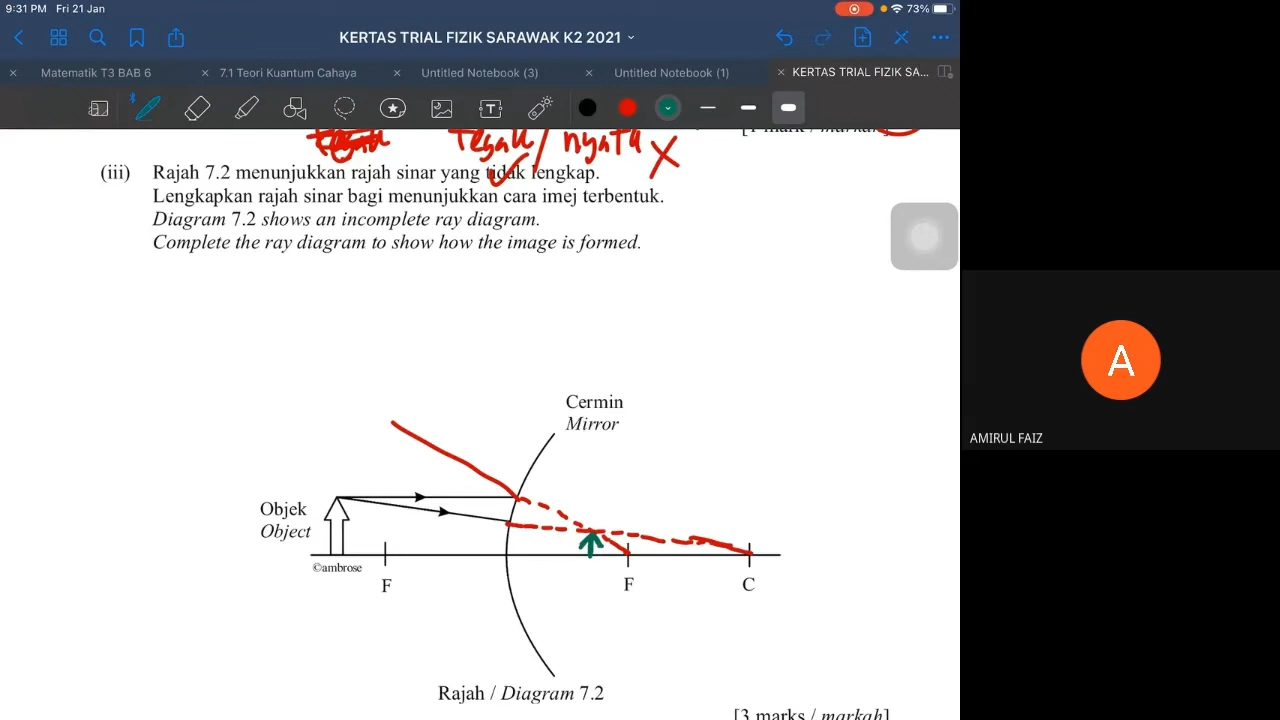 9:31 PM Fri 21 Jan
73%
KERTAS TRIAL FIZIK SARAWAK K2 2021
Matematik T3 BAB 6
7.1 Teori Kuantum Cahaya
Untitled Notebook (3)
Untitled Notebook (1)
KERTAS TRIAL FIZIK SA...
tegak / nyata
[1 mark / markah]
(iii) Rajah 7.2 menunjukkan rajah sinar yang tidak lengkap.
Lengkapkan rajah sinar bagi menunjukkan cara imej terbentuk.
Diagram 7.2 shows an incomplete ray diagram.
Complete the ray diagram to show how the image is formed.
Cermin
Mirror
Objek
Object
©ambrose
F
F
C
Rajah / Diagram 7.2
[3 marks / markah]
A
AMIRUL FAIZ